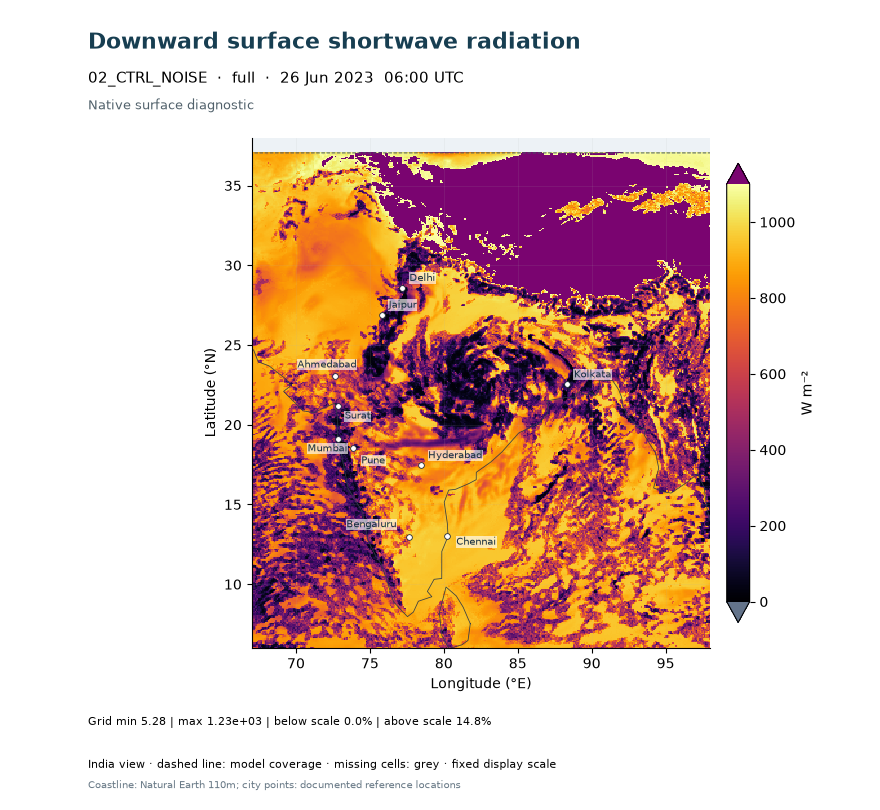 Downward surface shortwave radiation
02_CTRL_NOISE · full · 26 Jun 2023 06:00 UTC
Native surface diagnostic
35
30
25
20
15
10
Latitude (°N)
Delhi
Jaipur
Ahmedabad
Kolkata
Surat
Mumbai
Pune
Hyderabad
Bengaluru
Chennai
70 75 80 85 90 95
Longitude (°E)
1000
800
600
400
200
0
W m⁻²
Grid min 5.28 | max 1.23e+03 | below scale 0.0% | above scale 14.8%
India view · dashed line: model coverage · missing cells: grey · fixed display scale
Coastline: Natural Earth 110m; city points: documented reference locations